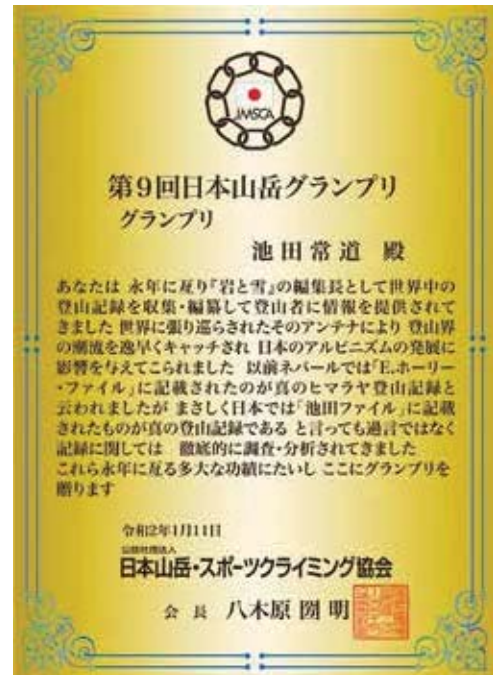 JMSCA
第9回日本山岳グランプリ
グランプリ
池田常道 殿
あなたは 永年に亙り『岩と雪』の編集長として世界中の
登山記録を収集・編纂して登山者に情報を提供されて
きました 世界に張り巡らされたそのアンテナにより 登山界
の潮流を逸早くキャッチされ 日本のアルピニズムの発展に
影響を与えてこられました 以前ネパールでは「E.ホーリー
・ファイル」に記載されたのが真のヒマラヤ登山記録と
云われましたが まさしく日本では「池田ファイル」に記載
されたものが真の登山記録である と言っても過言ではなく
記録に関しては 徹底的に調査・分析されてきました
これら永年に亙る多大な功績にたいし ここにグランプリを
贈ります
令和2年1月11日
公益社団法人
日本山岳・スポーツクライミング協会
会長 八木原圀明